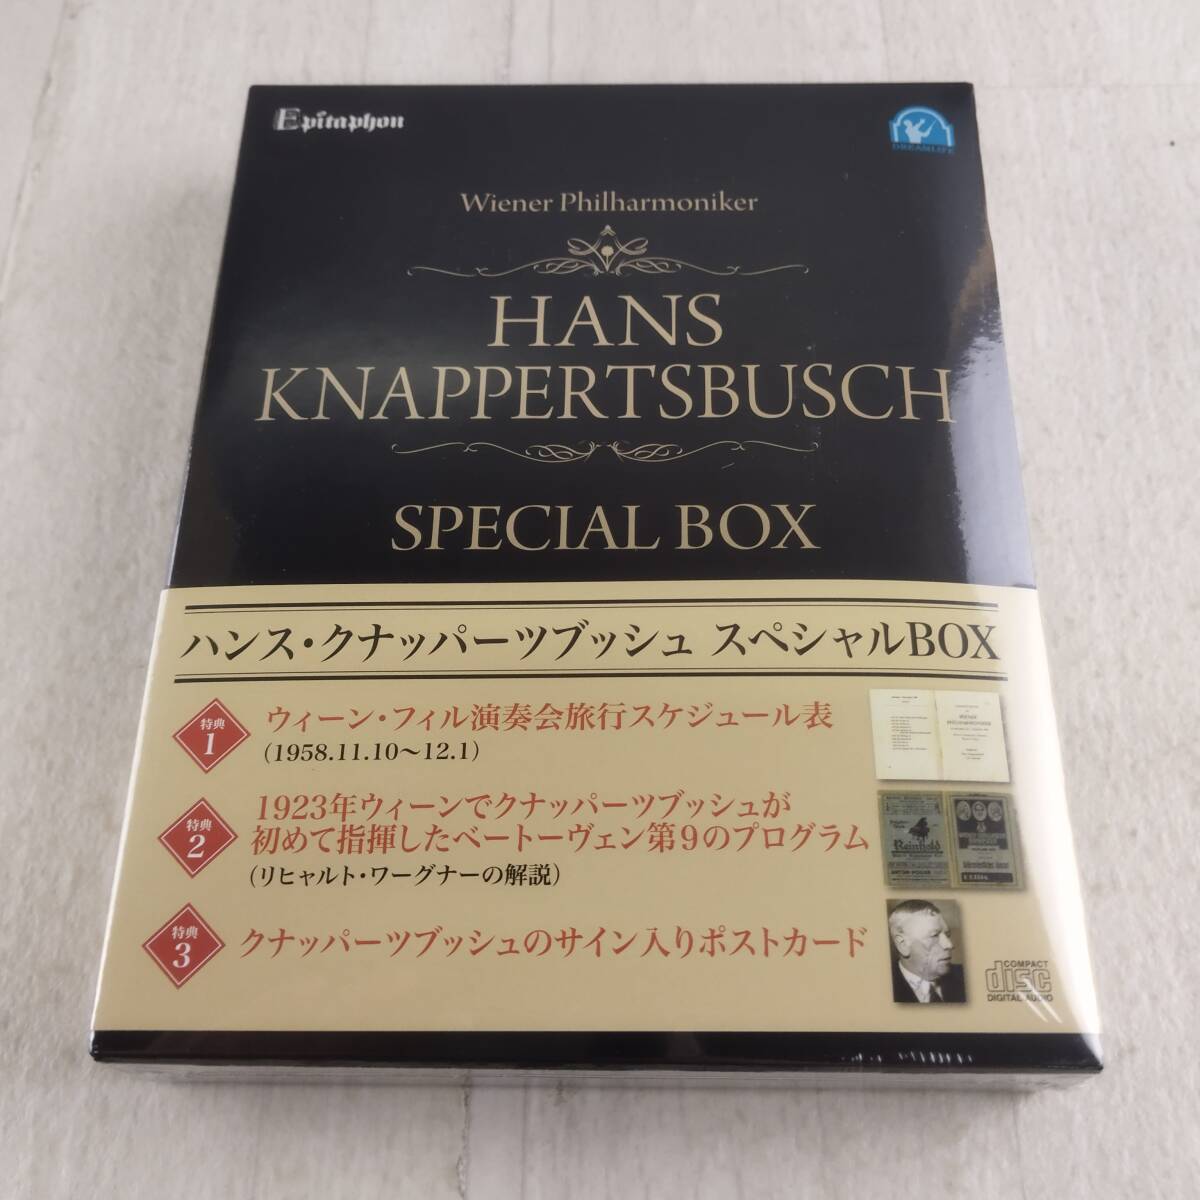 Epitaphon
DREAMLIFE
Wiener Philharmoniker
HANS
KNAPPERTSBUSCH
SPECIAL BOX
ハンス・クナッパーツブッシュ スペシャルBOX
特典
1
ウィーン・フィル演奏会旅行スケジュール表
(1958.11.10～12.1)
特典
2
1923年ウィーンでクナッパーツブッシュが
初めて指揮したベートーヴェン第9のプログラム
(リヒャルト・ワーグナーの解説)
Reinhold
特典
3
クナッパーツブッシュのサイン入りポストカード
COMPACT
disc
DIGITAL AUDIO